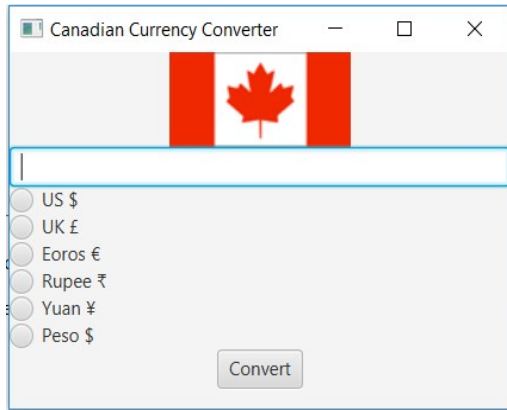 Canadian Currency Converter
US $
UK £
Eoros €
Rupee ₹
Yuan ¥
Peso $
Convert